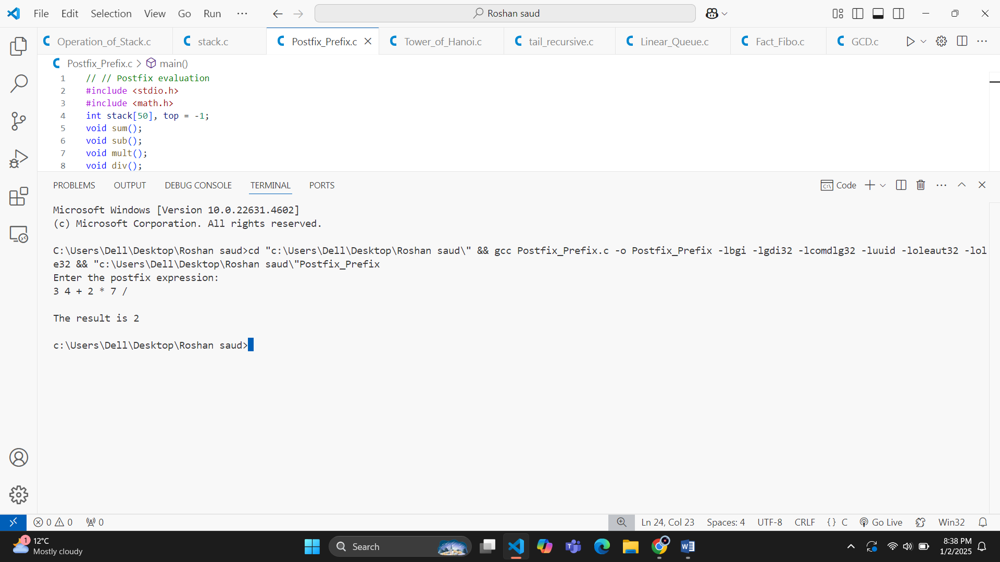 File Edit Selection View Go Run ··· Roshan saud
Operation_of_Stack.c stack.c Postfix_Prefix.c Tower_of_Hanoi.c tail_recursive.c Linear_Queue.c Fact_Fibo.c GCD.c
Postfix_Prefix.c > main()
1 // // Postfix evaluation
2 #include <stdio.h>
3 #include <math.h>
4 int stack[50], top = -1;
5 void sum();
6 void sub();
7 void mult();
8 void div();
PROBLEMS OUTPUT DEBUG CONSOLE TERMINAL PORTS Code
Microsoft Windows [Version 10.0.22631.4602]
(c) Microsoft Corporation. All rights reserved.
C:\Users\Dell\Desktop\Roshan saud>cd "c:\Users\Dell\Desktop\Roshan saud\" && gcc Postfix_Prefix.c -o Postfix_Prefix -lbgi -lgdi32 -lcomdlg32 -luuid -loleaut32 -lol
e32 && "c:\Users\Dell\Desktop\Roshan saud\"Postfix_Prefix
Enter the postfix expression:
3 4 + 2 * 7 /
The result is 2
c:\Users\Dell\Desktop\Roshan saud>
0 0 0 Ln 24, Col 23 Spaces: 4 UTF-8 CRLF {} C Go Live Win32
1 12°C
Mostly cloudy
Search
8:38 PM
1/2/2025